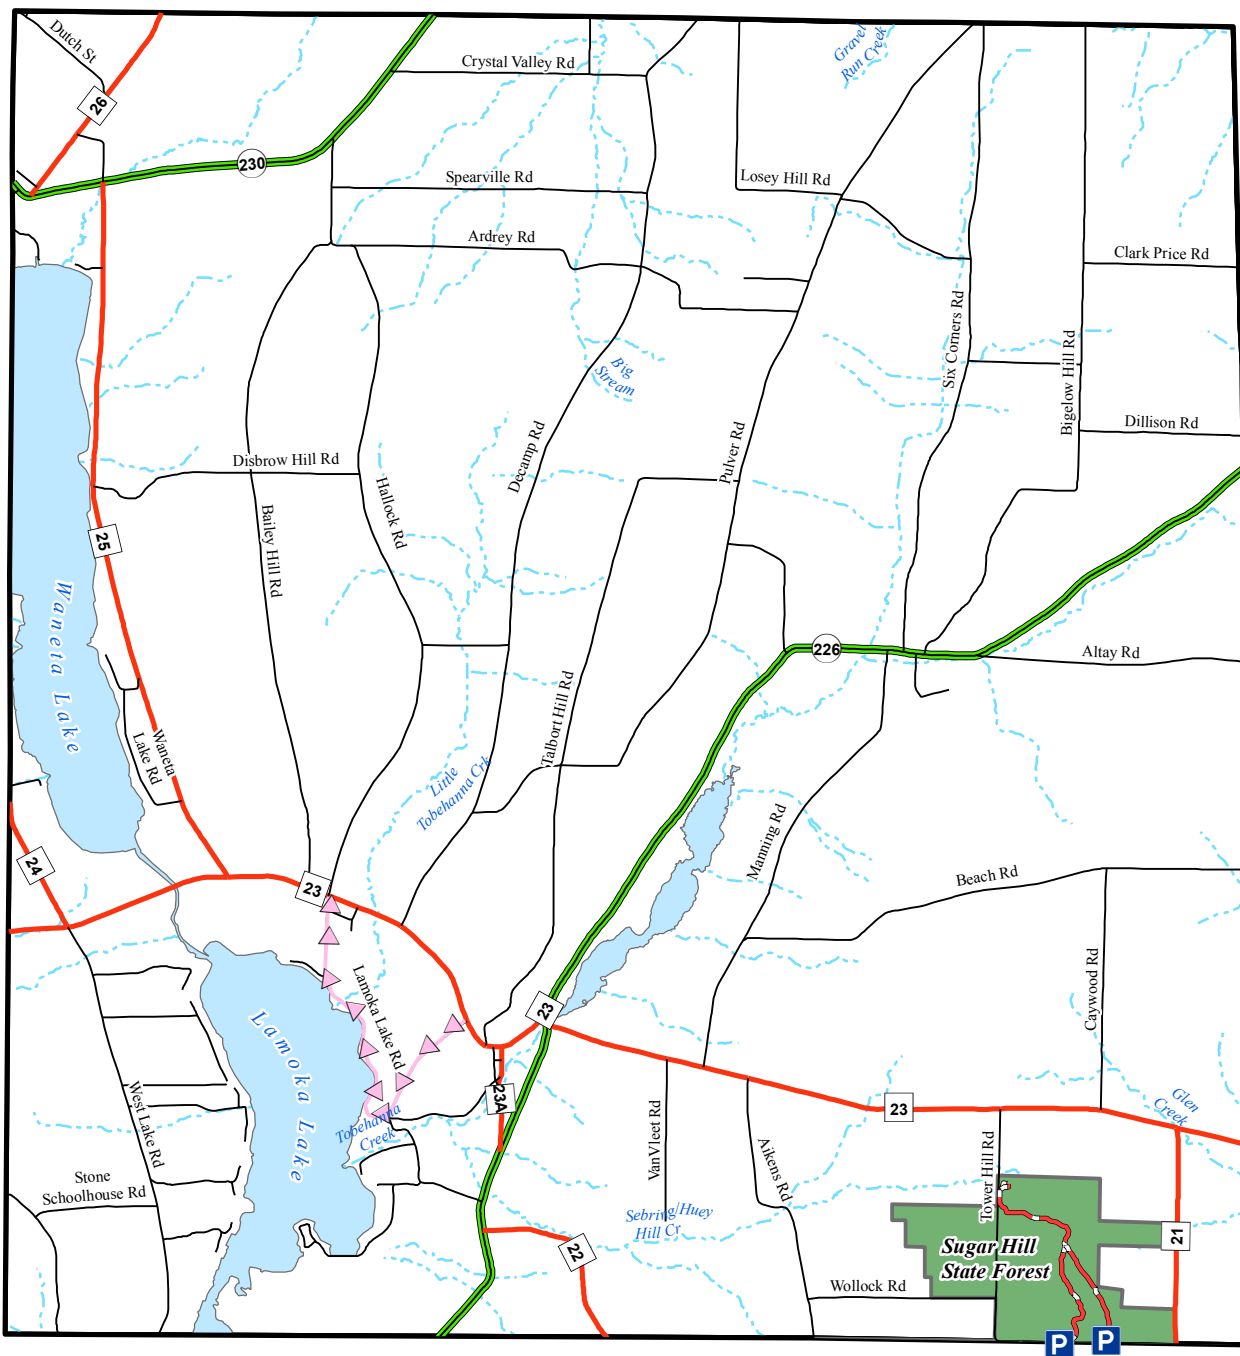 Dutch St
26
Crystal Valley Rd
Gravel
Run Creek
230
Spearville Rd
Losey Hill Rd
Ardrey Rd
Clark Price Rd
Six Corners Rd
Bigelow Hill Rd
Big
Stream
Dillison Rd
Decamp Rd
Pulver Rd
Disbrow Hill Rd
Hallock Rd
Bailey Hill Rd
25
Waneta Lake
226
Altay Rd
Talbort Hill Rd
Waneta
Lake Rd
Little
Tobehanna Crk
Manning Rd
24
23
Beach Rd
Caywood Rd
Lamoka Lake Rd
Lamoka Lake
23
23A
23
Glen
Creek
West Lake Rd
Tobehanna
Creek
VanVleet Rd
Aikens Rd
Tower Hill Rd
Stone
Schoolhouse Rd
Sebring/Huey
Hill Cr
22
21
Sugar Hill
State Forest
Wollock Rd
P
P